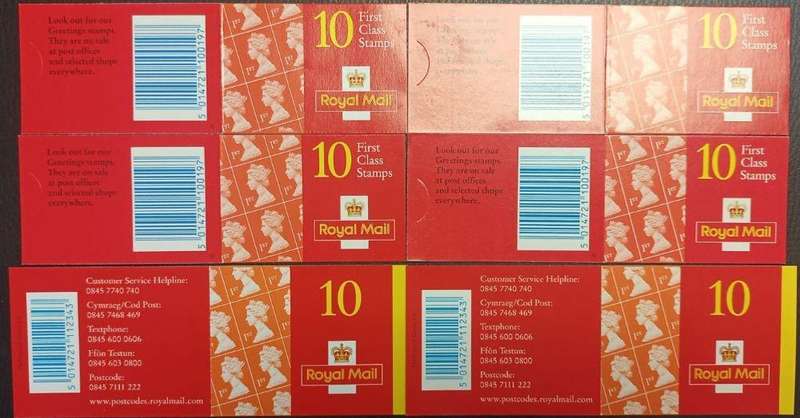 Look out for our
Greetings stamps.
They are on sale
at post offices
and selected shops
everywhere.
5 014721 100197
10 First
Class
Stamps
Royal Mail
5 014721 100197
10 First
Class
Stamps
Royal Mail
Look out for our
Greetings stamps.
They are on sale
at post offices
and selected shops
everywhere.
5 014721 100197
10 First
Class
Stamps
Royal Mail
Look out for our
Greetings stamps.
They are on sale
at post offices
and selected shops
everywhere.
5 014721 100197
10 First
Class
Stamps
Royal Mail
5 014721 112343
Customer Service Helpline:
0845 7740 740
Cymraeg/Cod Post:
0845 7468 469
Textphone:
0845 600 0606
Ffôn Testun:
0845 603 0800
Postcode:
0845 7111 222
www.postcodes.royalmail.com
1ST
10
Royal Mail
5 014721 112343
Customer Service Helpline:
0845 7740 740
Cymraeg/Cod Post:
0845 7468 469
Textphone:
0845 600 0606
Ffôn Testun:
0845 603 0800
Postcode:
0845 7111 222
www.postcodes.royalmail.com
1ST
10
Royal Mail